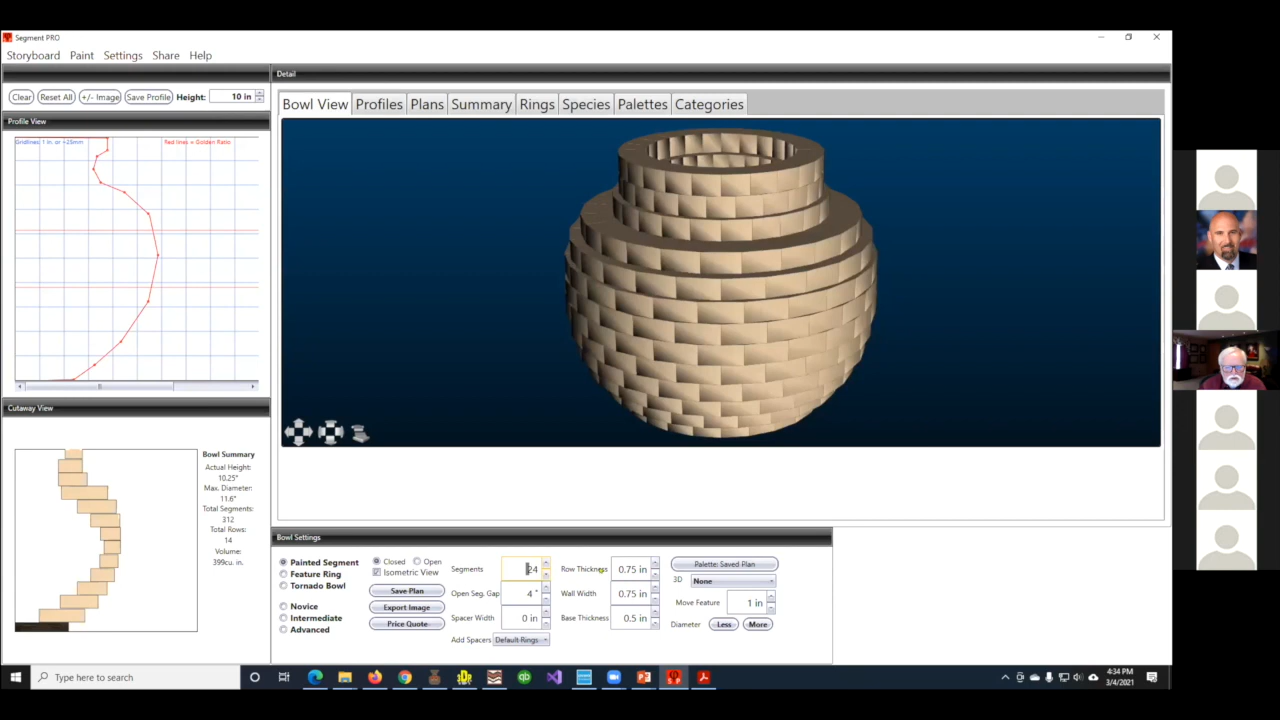 Segment PRO
Storyboard Paint Settings Share Help
Clear Reset All +/- Image Save Profile Height: 10 in
Profile View
Gridlines: 1 in. or ~25mm Red lines = Golden Ratio
Cutaway View
Bowl Summary
Actual Height:
10.25"
Max. Diameter:
11.6"
Total Segments:
312
Total Rows:
14
Volume:
399cu. in.
Detail
Bowl View Profiles Plans Summary Rings Species Palettes Categories
Bowl Settings
Painted Segment
Feature Ring
Tornado Bowl
Novice
Intermediate
Advanced
Closed Open
Isometric View
Save Plan
Export Image
Price Quote
Segments 24
Open Seg. Gap 4 °
Spacer Width 0 in
Add Spacers Default Rings
Row Thickness 0.75 in
Wall Width 0.75 in
Base Thickness 0.5 in
Palette: Saved Plan
3D None
Move Feature 1 in
Diameter Less More
Type here to search
4:34 PM
3/4/2021